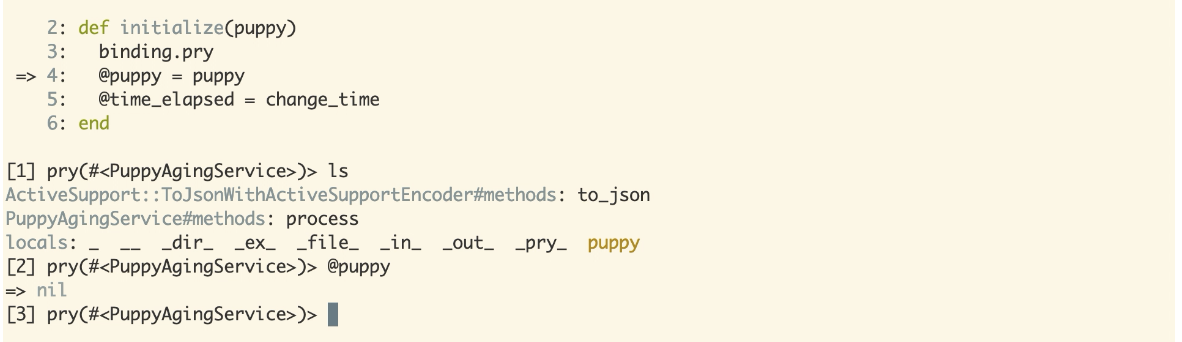 2: def initialize(puppy)
3: binding.pry
=> 4: @puppy = puppy
5: @time_elapsed = change_time
6: end
[1] pry(#<PuppyAgingService>)> ls
ActiveSupport::ToJsonWithActiveSupportEncoder#methods: to_json
PuppyAgingService#methods: process
locals: _ __ _dir_ _ex_ _file_ _in_ _out_ _pry_ puppy
[2] pry(#<PuppyAgingService>)> @puppy
=> nil
[3] pry(#<PuppyAgingService>)>